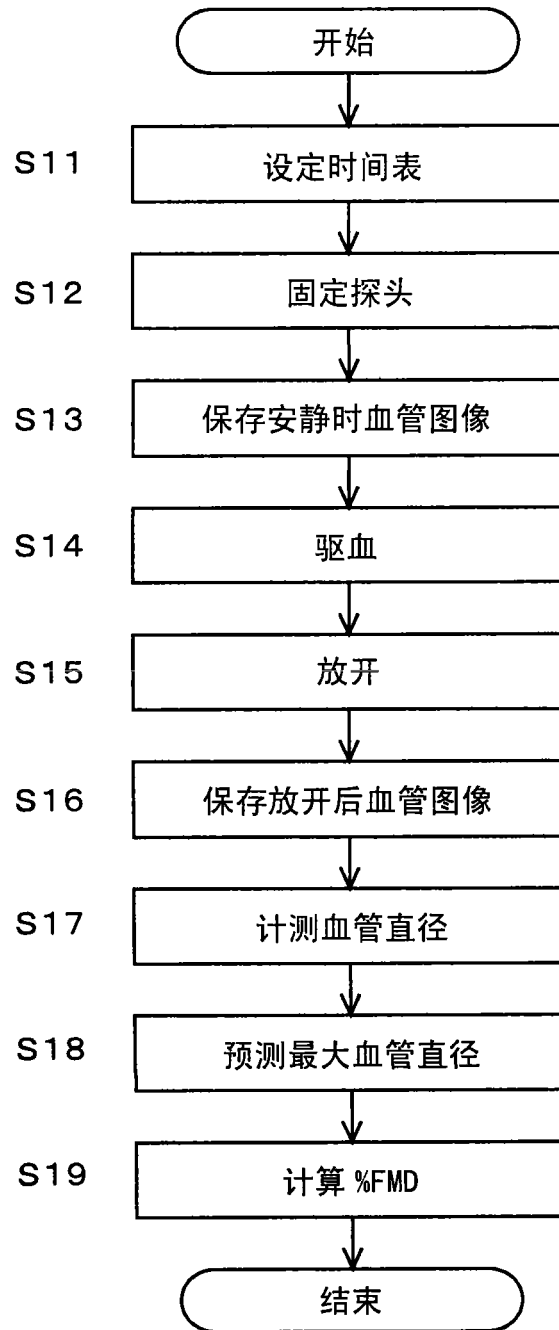 开始
S11 设定时间表
S12 固定探头
S13 保存安静时血管图像
S14 驱血
S15 放开
S16 保存放开后血管图像
S17 计测血管直径
S18 预测最大血管直径
S19 计算 %FMD
结束